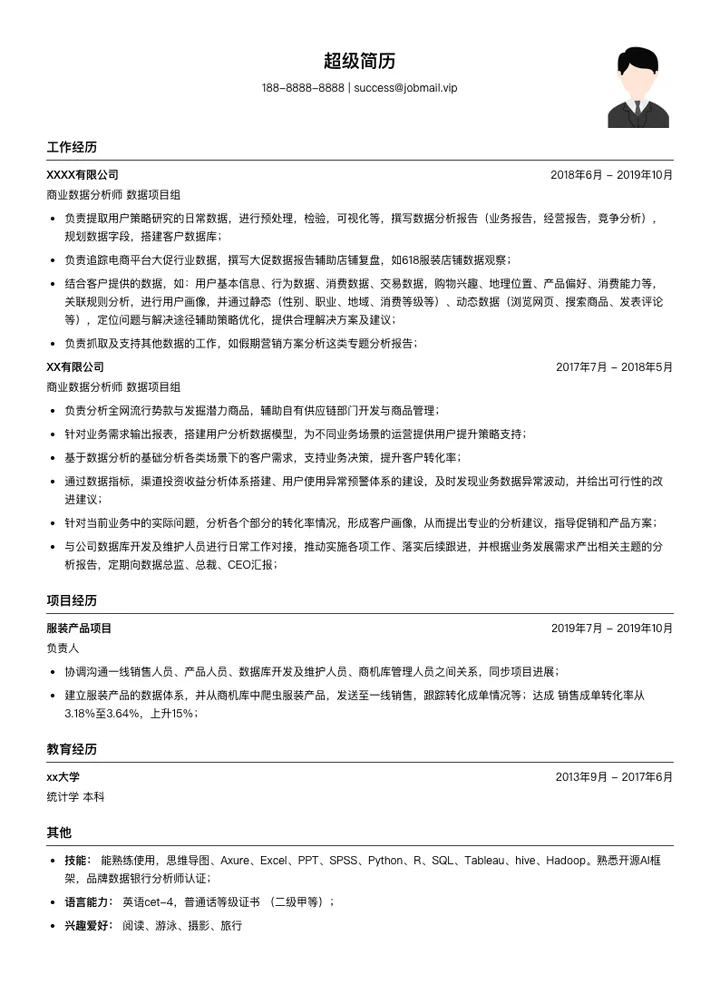 超级简历
188-8888-8888 | success@jobmail.vip
工作经历
XXXX有限公司 2018年6月 – 2019年10月
商业数据分析师 数据项目组
• 负责提取用户策略研究的日常数据，进行预处理，检验，可视化等，撰写数据分析报告（业务报告，经营报告，竞争分析），
规划数据字段，搭建客户数据库；
• 负责追踪电商平台大促行业数据，撰写大促数据报告辅助店铺复盘，如618服装店铺数据观察；
• 结合客户提供的数据，如：用户基本信息、行为数据、消费数据、交易数据，购物兴趣、地理位置、产品偏好、消费能力等，
关联规则分析，进行用户画像，并通过静态（性别、职业、地域、消费等级等）、动态数据（浏览网页、搜索商品、发表评论
等），定位问题与解决途径辅助策略优化，提供合理解决方案及建议；
• 负责抓取及支持其他数据的工作，如假期营销方案分析这类专题分析报告；
XX有限公司 2017年7月 – 2018年5月
商业数据分析师 数据项目组
• 负责分析全网流行势款与发掘潜力商品，辅助自有供应链部门开发与商品管理；
• 针对业务需求输出报表，搭建用户分析数据模型，为不同业务场景的运营提供用户提升策略支持；
• 基于数据分析的基础分析各类场景下的客户需求，支持业务决策，提升客户转化率；
• 通过数据指标，渠道投资收益分析体系搭建、用户使用异常预警体系的建设，及时发现业务数据异常波动，并给出可行性的改
进建议；
• 针对当前业务中的实际问题，分析各个部分的转化率情况，形成客户画像，从而提出专业的分析建议，指导促销和产品方案；
• 与公司数据库开发及维护人员进行日常工作对接，推动实施各项工作、落实后续跟进，并根据业务发展需求产出相关主题的分
析报告，定期向数据总监、总裁、CEO汇报；
项目经历
服装产品项目 2019年7月 – 2019年10月
负责人
• 协调沟通一线销售人员、产品人员、数据库开发及维护人员、商机库管理人员之间关系，同步项目进展；
• 建立服装产品的数据体系，并从商机库中爬虫服装产品，发送至一线销售，跟踪转化成单情况等；达成 销售成单转化率从
3.18%至3.64%，上升15%；
教育经历
xx大学 2013年9月 – 2017年6月
统计学 本科
其他
• 技能： 能熟练使用，思维导图、Axure、Excel、PPT、SPSS、Python、R、SQL、Tableau、hive、Hadoop。熟悉开源AI框
架，品牌数据银行分析师认证；
• 语言能力： 英语cet-4，普通话等级证书 （二级甲等）；
• 兴趣爱好： 阅读、游泳、摄影、旅行